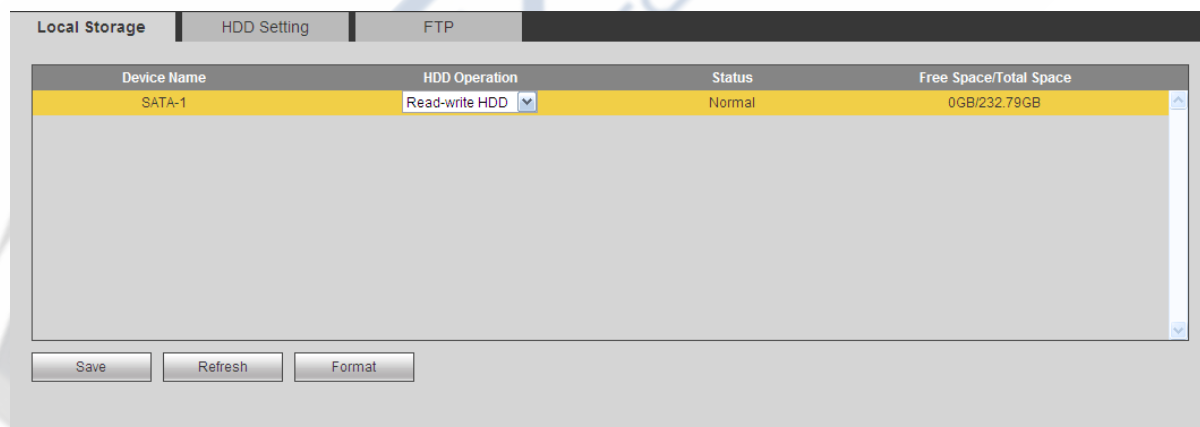 Local Storage HDD Setting FTP
Device Name HDD Operation Status Free Space/Total Space
SATA-1 Read-write HDD Normal 0GB/232.79GB
Save Refresh Format